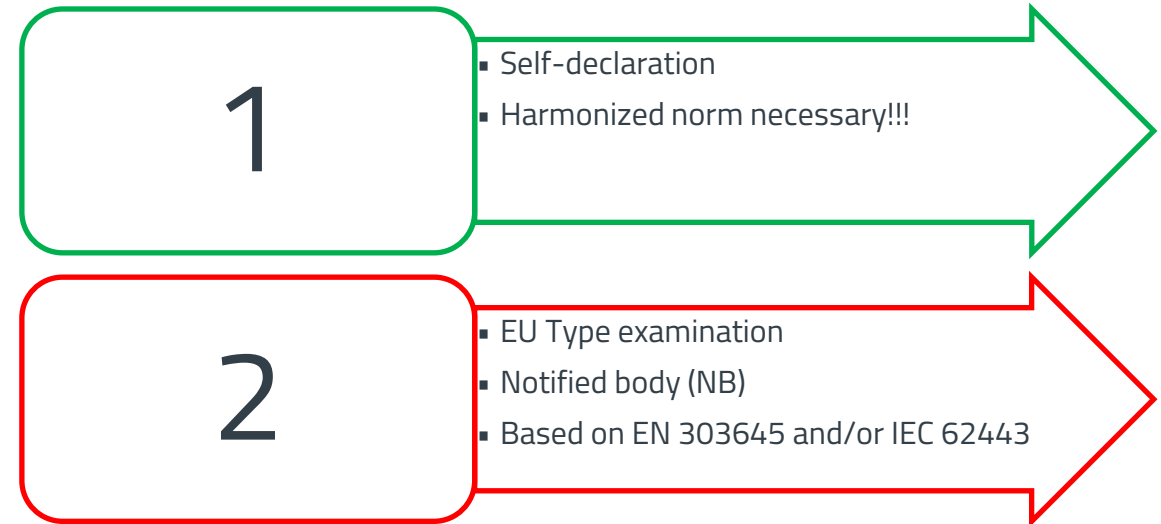 1
▪ Self-declaration
▪ Harmonized norm necessary!!!
2
▪ EU Type examination
▪ Notified body (NB)
▪ Based on EN 303645 and/or IEC 62443